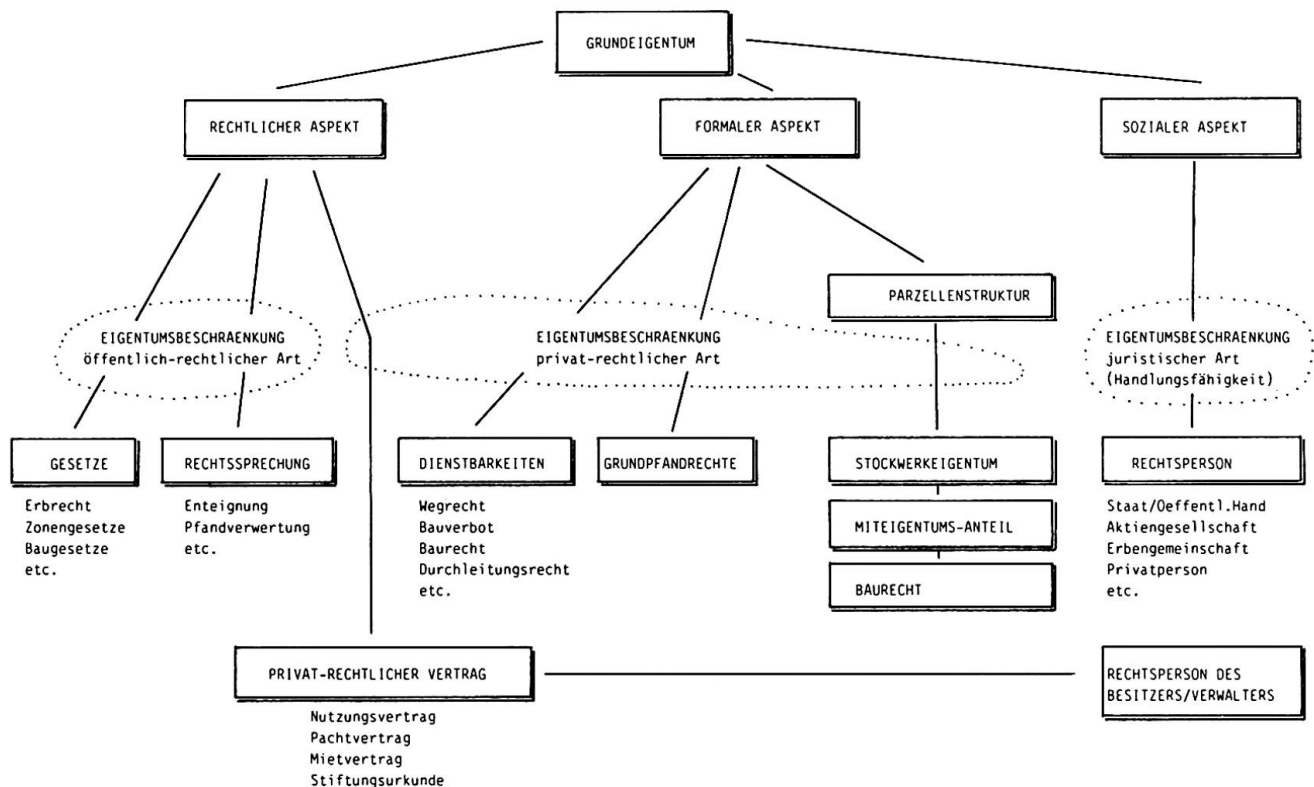 GRUNDEIGENTUM
RECHTLICHER ASPEKT
FORMALER ASPEKT
SOZIALER ASPEKT
PARZELLENSTRUKTUR
EIGENTUMSBESCHRAENKUNG
öffentlich-rechtlicher Art
EIGENTUMSBESCHRAENKUNG
privat-rechtlicher Art
EIGENTUMSBESCHRAENKUNG
juristischer Art
(Handlungsfähigkeit)
GESETZE
Erbrecht
Zonengesetze
Baugesetze
etc.
RECHTSSPRECHUNG
Enteignung
Pfandverwertung
etc.
DIENSTBARKEITEN
Wegrecht
Bauverbot
Baurecht
Durchleitungsrecht
etc.
GRUNDPFANDRECHTE
STOCKWERKEIGENTUM
MITEIGENTUMS-ANTEIL
BAURECHT
RECHTSPERSON
Staat/Oeffentl.Hand
Aktiengesellschaft
Erbengemeinschaft
Privatperson
etc.
PRIVAT-RECHTLICHER VERTRAG
Nutzungsvertrag
Pachtvertrag
Mietvertrag
Stiftungsurkunde
RECHTSPERSON DES
BESITZERS/VERWALTERS